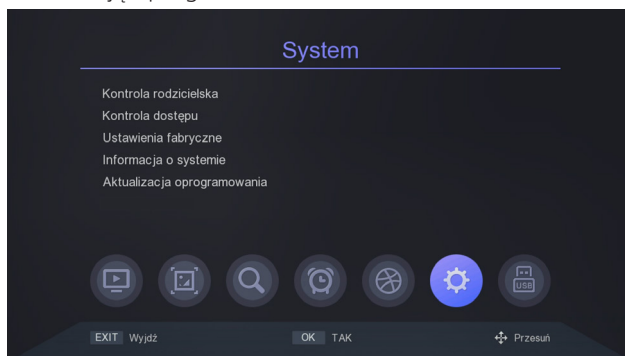 System
Kontrola rodzicielska
Kontrola dostępu
Ustawienia fabryczne
Informacja o systemie
Aktualizacja oprogramowania
USB
EXIT Wyjdź OK TAK Przesuń